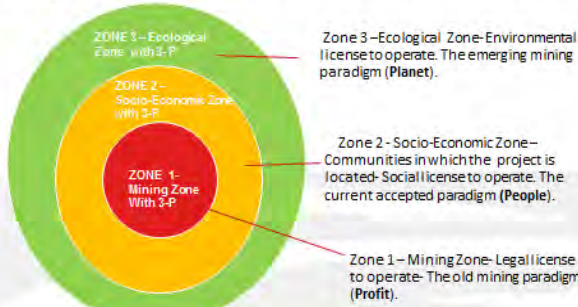 ZONE 3 – Ecological
Zone with 3-P
ZONE 2 –
Socio-Economic Zone
with 3-P
ZONE 1-
Mining Zone
With 3-P
Zone 3 –Ecological Zone- Environmental
license to operate. The emerging mining
paradigm (Planet).
Zone 2 - Socio-Economic Zone –
Communities in which the project is
located- Social license to operate. The
current accepted paradigm (People).
Zone 1 – Mining Zone- Legal license
to operate- The old mining paradigm
(Profit).